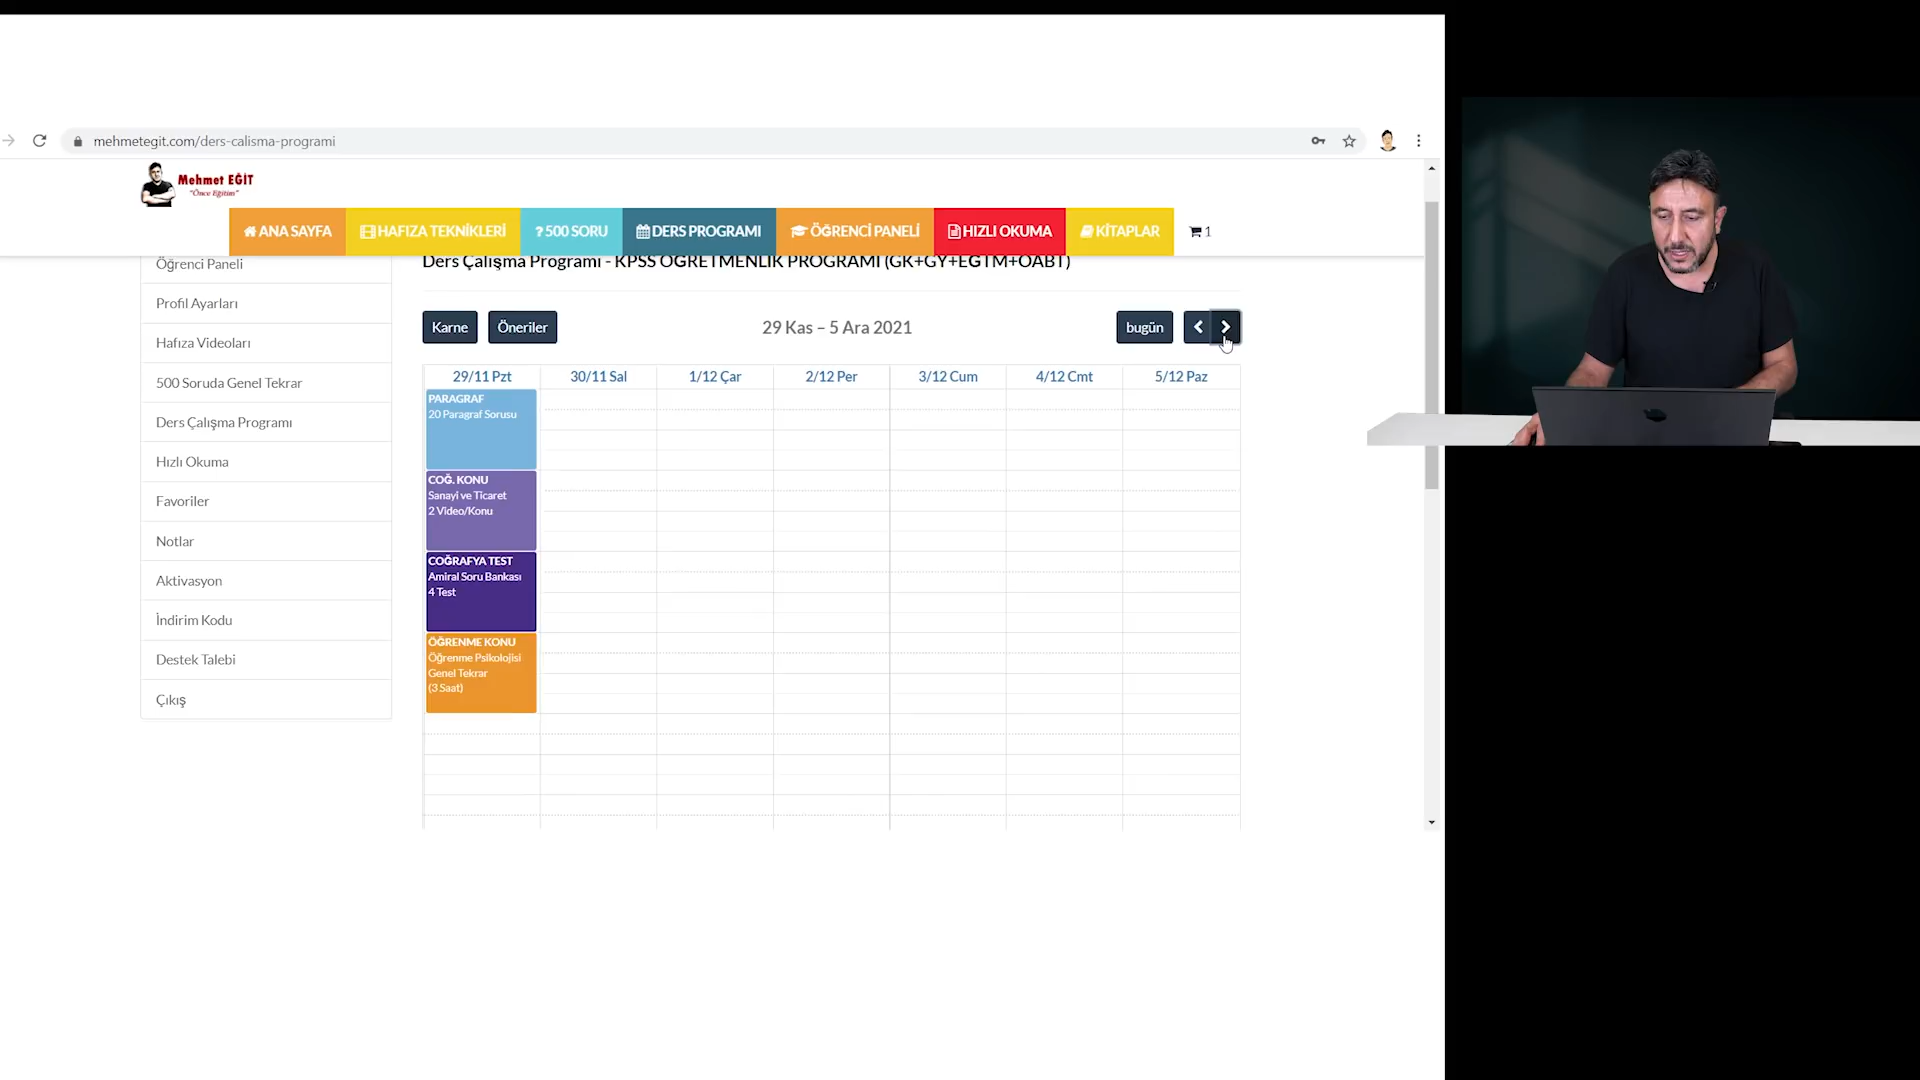 mehmetegit.com/ders-calisma-programi
Mehmet EĞİT
"Önce Eğitim"
ANA SAYFA
HAFIZA TEKNİKLERİ
? 500 SORU
DERS PROGRAMI
ÖĞRENCİ PANELİ
HIZLI OKUMA
KİTAPLAR
1
Öğrenci Paneli
Profil Ayarları
Hafıza Videoları
500 Soruda Genel Tekrar
Ders Çalışma Programı
Hızlı Okuma
Favoriler
Notlar
Aktivasyon
İndirim Kodu
Destek Talebi
Çıkış
Ders Çalışma Programı - KPSS ÖĞRETMENLİK PROGRAMI (GK+GY+EĞTM+ÖABT)
Karne
Öneriler
29 Kas – 5 Ara 2021
bugün
29/11 Pzt
30/11 Sal
1/12 Çar
2/12 Per
3/12 Cum
4/12 Cmt
5/12 Paz
PARAGRAF
20 Paragraf Sorusu
COĞ. KONU
Sanayi ve Ticaret
2 Video/Konu
COĞRAFYA TEST
Amiral Soru Bankası
4 Test
ÖĞRENME KONU
Öğrenme Psikolojisi
Genel Tekrar
(3 Saat)